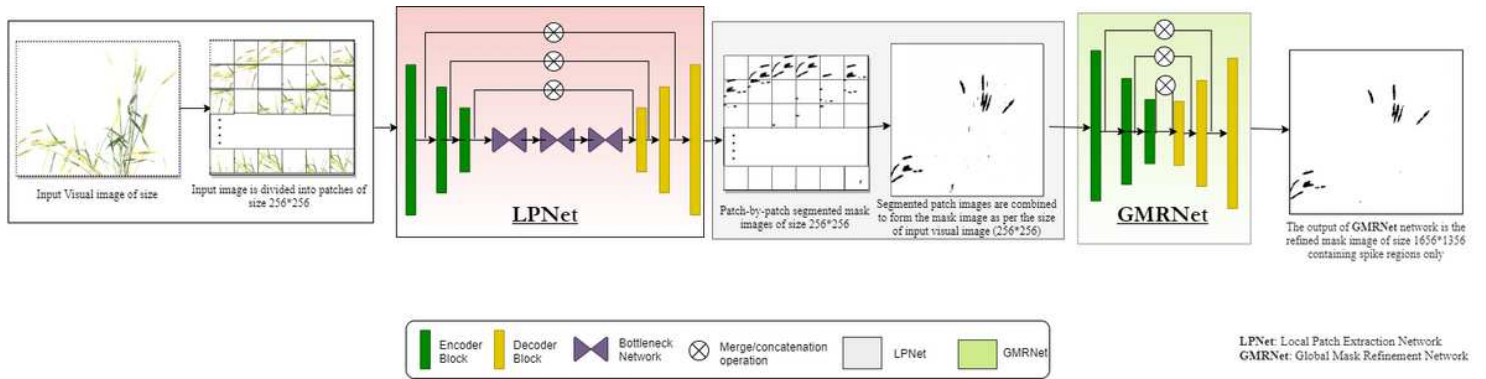 Input Visual image of size
Input image is divided into patches of
size 256*256
LPNet
Patch-by-patch segmented mask
images of size 256*256
Segmented patch images are combined
to form the mask image as per the size
of input visual image (256*256)
GMRNet
The output of GMRNet network is the
refined mask image of size 1656*1356
containing spike regions only
Encoder
Block
Decoder
Block
Bottleneck
Network
Merge/concatenation
operation
LPNet
GMRNet
LPNet: Local Patch Extraction Network
GMRNet: Global Mask Refinement Network